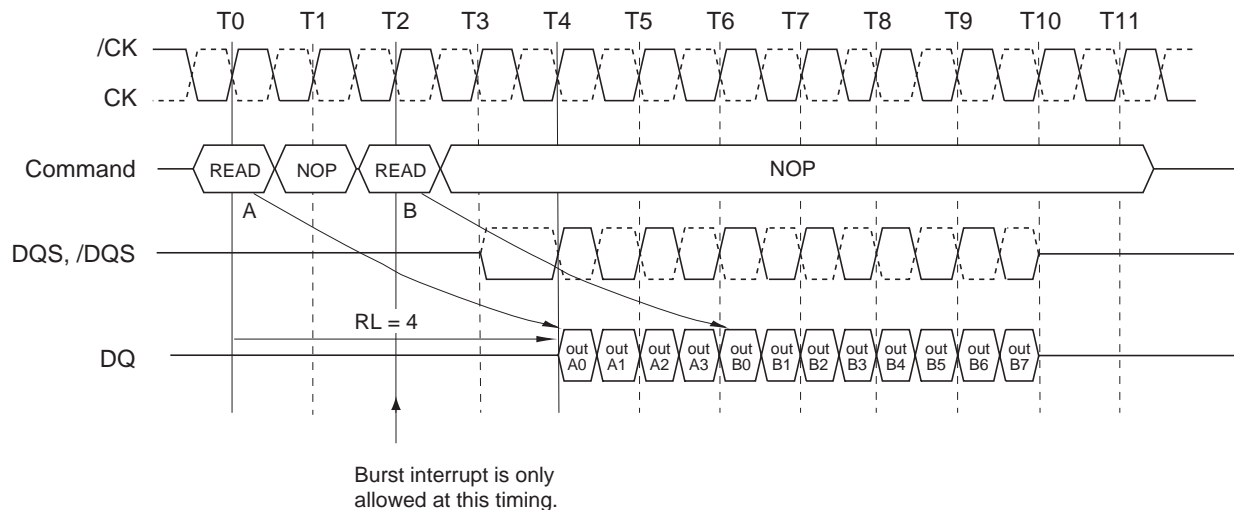 T0 T1 T2 T3 T4 T5 T6 T7 T8 T9 T10 T11
/CK
CK
Command READ NOP READ NOP
A B
DQS, /DQS
RL = 4
DQ
out out out out out out out out out out out out
A0 A1 A2 A3 B0 B1 B2 B3 B4 B5 B6 B7
Burst interrupt is only
allowed at this timing.